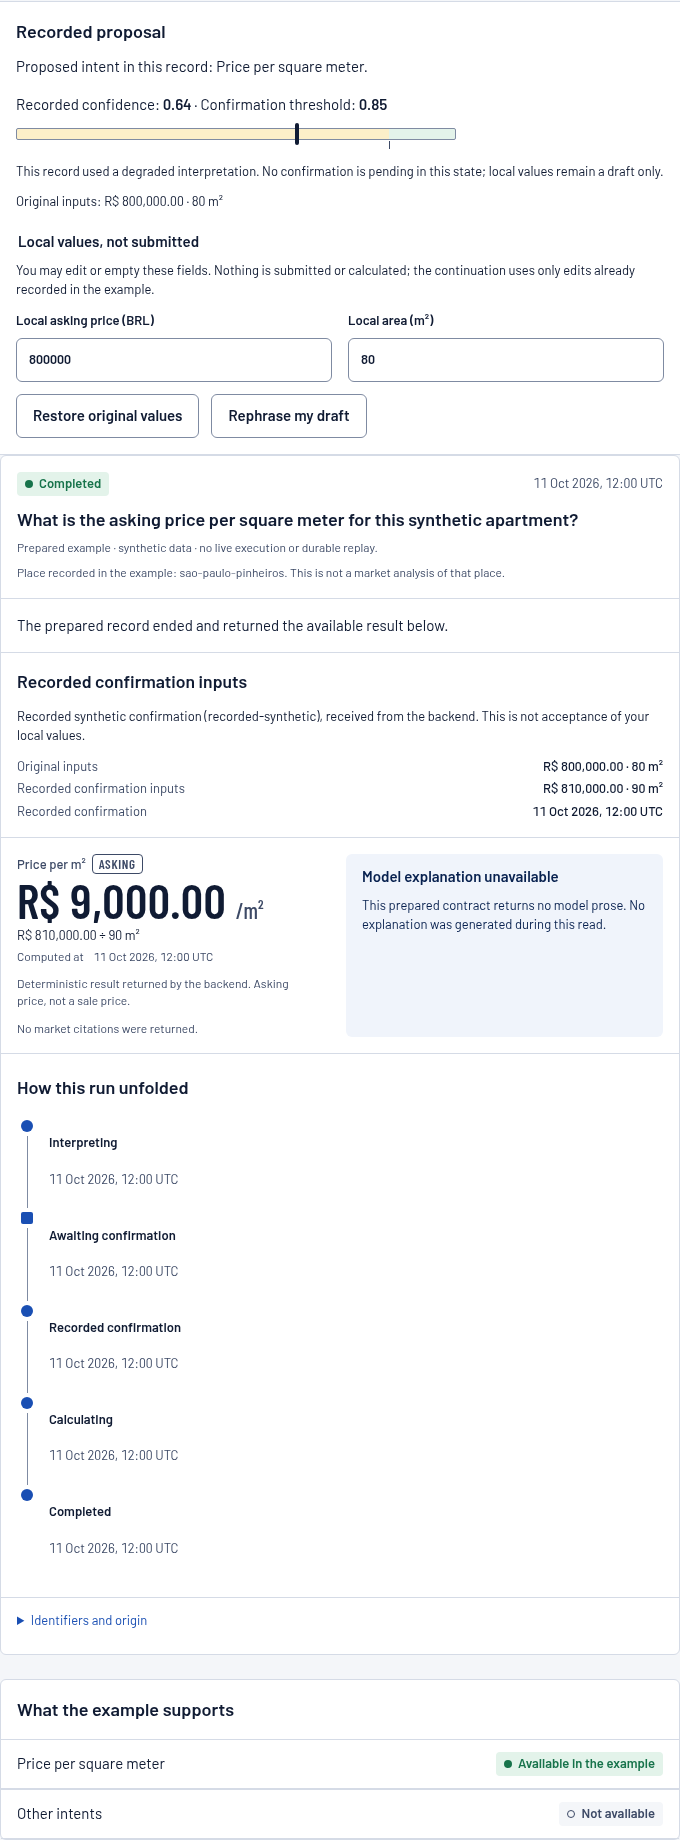 Recorded proposal
Proposed intent in this record: Price per square meter.
Recorded confidence: 0.64 · Confirmation threshold: 0.85
This record used a degraded interpretation. No confirmation is pending in this state; local values remain a draft only.
Original inputs: R$ 800,000.00 · 80 m²
Local values, not submitted
You may edit or empty these fields. Nothing is submitted or calculated; the continuation uses only edits already
recorded in the example.
Local asking price (BRL)
Local area (m²)
800000
80
Restore original values
Rephrase my draft
Completed
11 Oct 2026, 12:00 UTC
What is the asking price per square meter for this synthetic apartment?
Prepared example · synthetic data · no live execution or durable replay.
Place recorded in the example: sao-paulo-pinheiros. This is not a market analysis of that place.
The prepared record ended and returned the available result below.
Recorded confirmation inputs
Recorded synthetic confirmation (recorded-synthetic), received from the backend. This is not acceptance of your
local values.
Original inputs R$ 800,000.00 · 80 m²
Recorded confirmation inputs R$ 810,000.00 · 90 m²
Recorded confirmation 11 Oct 2026, 12:00 UTC
Price per m² ASKING
R$ 9,000.00 /m²
R$ 810,000.00 ÷ 90 m²
Computed at 11 Oct 2026, 12:00 UTC
Deterministic result returned by the backend. Asking
price, not a sale price.
No market citations were returned.
Model explanation unavailable
This prepared contract returns no model prose. No
explanation was generated during this read.
How this run unfolded
Interpreting
11 Oct 2026, 12:00 UTC
Awaiting confirmation
11 Oct 2026, 12:00 UTC
Recorded confirmation
11 Oct 2026, 12:00 UTC
Calculating
11 Oct 2026, 12:00 UTC
Completed
11 Oct 2026, 12:00 UTC
Identifiers and origin
What the example supports
Price per square meter Available in the example
Other intents Not available